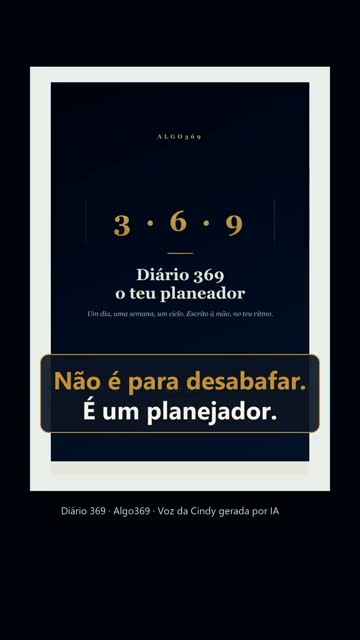 ALGO369
3 · 6 · 9
Diário 369
o teu planeador
Um dia, uma semana, um ciclo. Escrito à mão, no teu ritmo.
Não é para desabafar.
É um planejador.
Diário 369 · Algo369 · Voz da Cindy gerada por IA